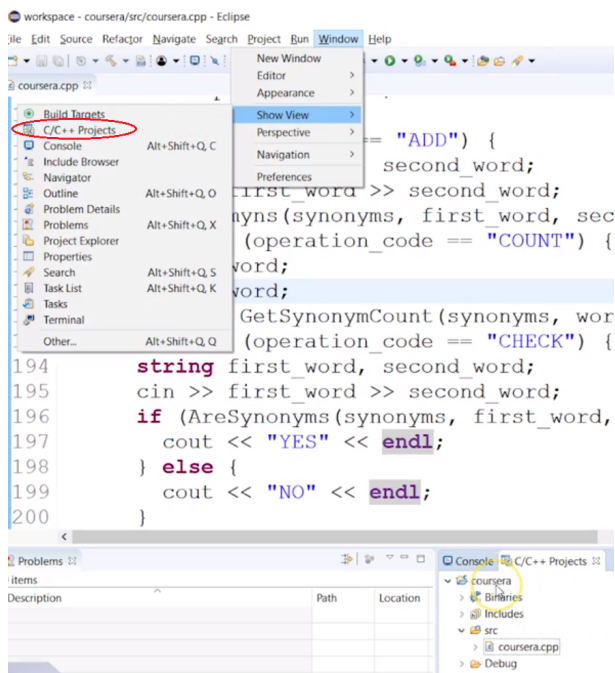 workspace - coursera/src/coursera.cpp - Eclipse
ile Edit Source Refactor Navigate Search Project Run Window Help
coursera.cpp
New Window
Editor
Appearance
Show View
Perspective
Navigation
Preferences
Build Targets
C/C++ Projects
Console Alt+Shift+Q, C
Include Browser
Navigator
Outline Alt+Shift+Q, O
Problem Details
Problems Alt+Shift+Q, X
Project Explorer
Properties
Search Alt+Shift+Q, S
Task List Alt+Shift+Q, K
Tasks
Terminal
Other... Alt+Shift+Q, Q
== "ADD") {
second_word;
first_word >> second_word;
myns(synonyms, first_word, sec
(operation_code == "COUNT") {
word;
word;
GetSynonymCount(synonyms, wor
(operation_code == "CHECK") {
194 string first_word, second_word;
195 cin >> first_word >> second_word;
196 if (AreSynonyms(synonyms, first_word,
197 cout << "YES" << endl;
198 } else {
199 cout << "NO" << endl;
200 }
Problems
items
Description Path Location
Console C/C++ Projects
coursera
Binaries
Includes
src
coursera.cpp
Debug